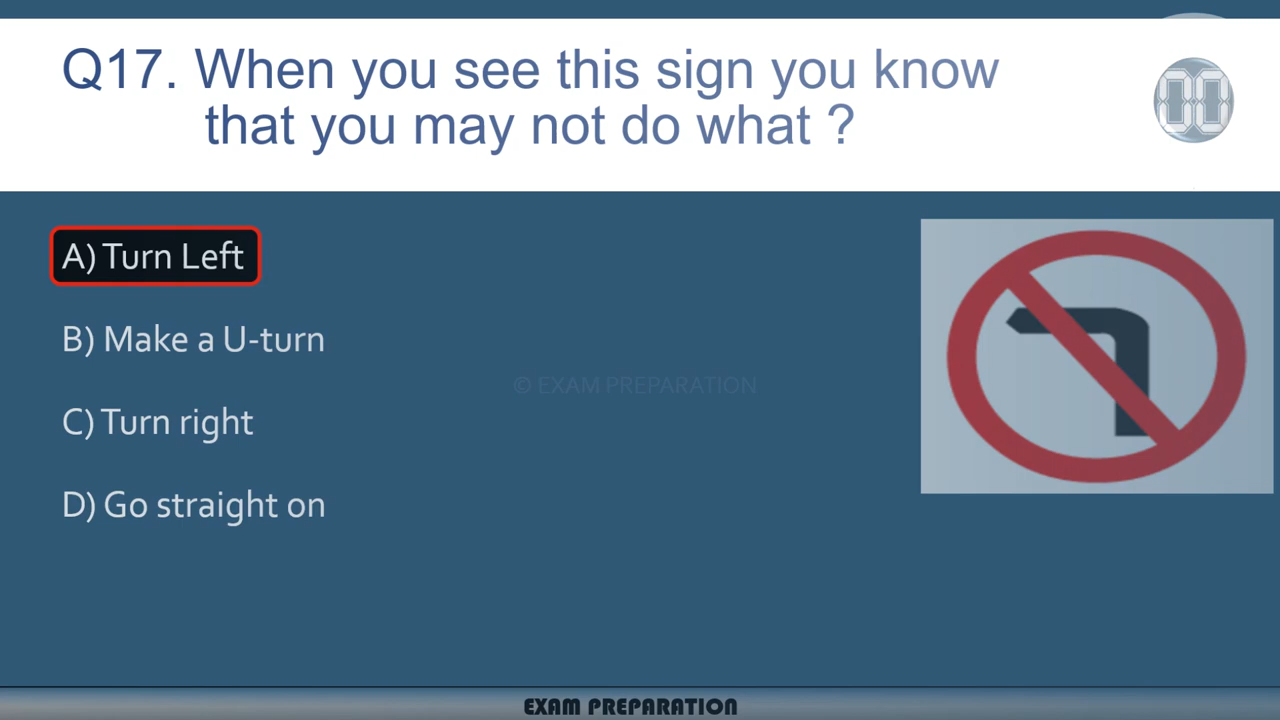 Q17. When you see this sign you know
that you may not do what ?
00
A) Turn Left
B) Make a U-turn
© EXAM PREPARATION
C) Turn right
D) Go straight on
EXAM PREPARATION